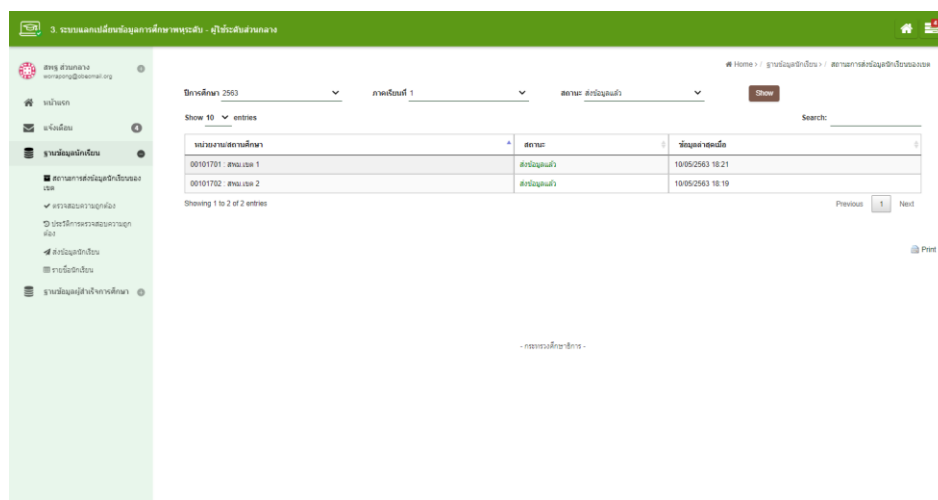 3. ระบบแลกเปลี่ยนข้อมูลการศึกษาพหุระดับ - ผู้ใช้ระดับส่วนกลาง
สพฐ ส่วนกลาง
worrapong@obecmail.org
หน้าแรก
แจ้งเตือน 4
ฐานข้อมูลนักเรียน
สถานะการส่งข้อมูลนักเรียนของ
เขต
ตรวจสอบความถูกต้อง
ประวัติการตรวจสอบความถูก
ต้อง
ส่งข้อมูลนักเรียน
รายชื่อนักเรียน
ฐานข้อมูลผู้สำเร็จการศึกษา
Home > / ฐานข้อมูลนักเรียน > / สถานะการส่งข้อมูลนักเรียนของเขต
ปีการศึกษา 2563 ภาคเรียนที่ 1 สถานะ ส่งข้อมูลแล้ว Show
Show 10 entries Search:
หน่วยงาน/สถานศึกษา สถานะ ข้อมูลล่าสุดเมื่อ
00101701 : สพม.เขต 1 ส่งข้อมูลแล้ว 10/05/2563 18:21
00101702 : สพม.เขต 2 ส่งข้อมูลแล้ว 10/05/2563 18:19
Showing 1 to 2 of 2 entries Previous 1 Next
Print
- กระทรวงศึกษาธิการ -